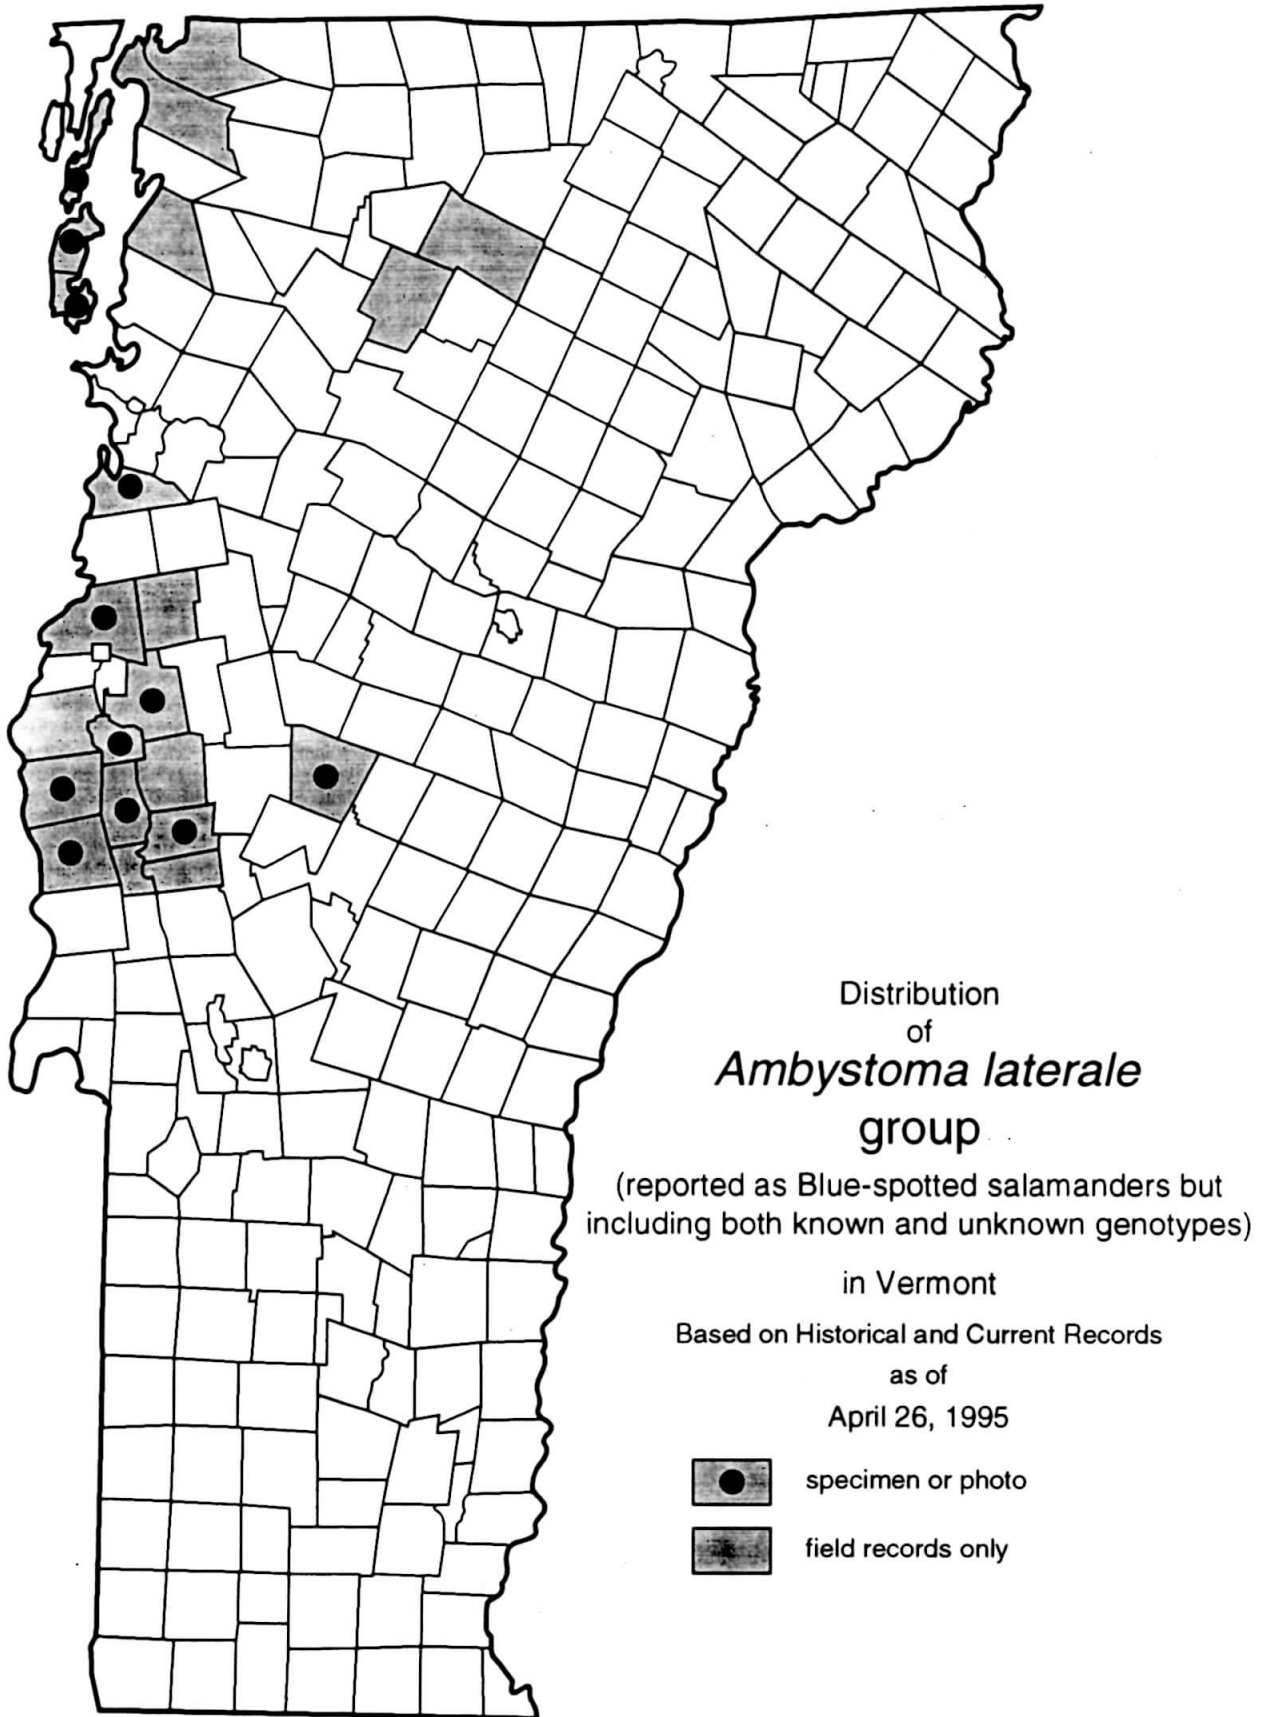 Distribution
of
Ambystoma laterale
group
(reported as Blue-spotted salamanders but
including both known and unknown genotypes)
in Vermont
Based on Historical and Current Records
as of
April 26, 1995
specimen or photo
field records only